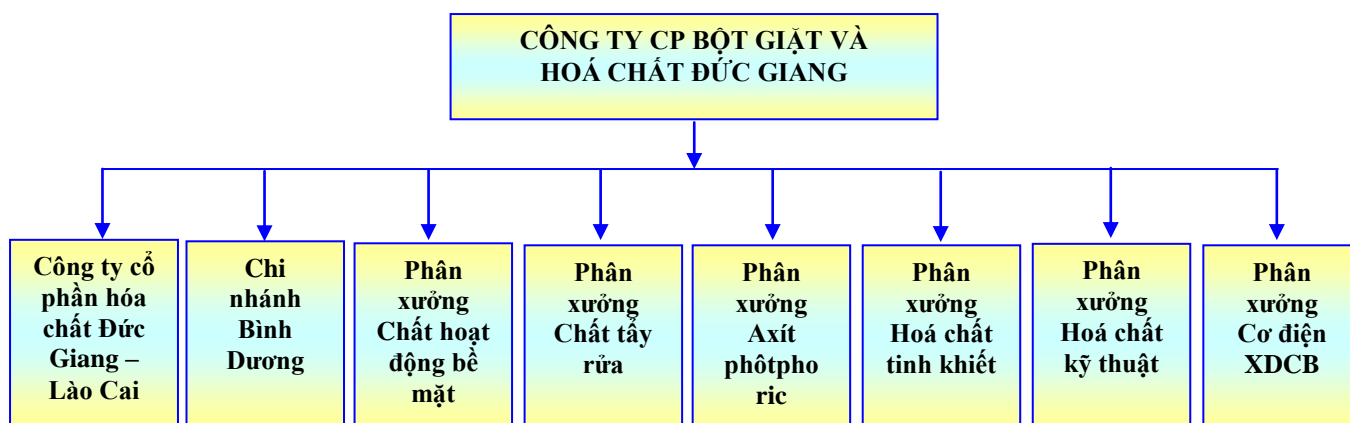 CÔNG TY CP BỘT GIẶT VÀ
HOÁ CHẤT ĐỨC GIANG
Công ty cổ
phần hóa
chất Đức
Giang –
Lào Cai
Chi
nhánh
Bình
Dương
Phân
xưởng
Chất hoạt
động bề
mặt
Phân
xưởng
Chất tẩy
rửa
Phân
xưởng
Axít
phôtpho
ric
Phân
xưởng
Hoá chất
tinh khiết
Phân
xưởng
Hoá chất
kỹ thuật
Phân
xưởng
Cơ điện
XDCB